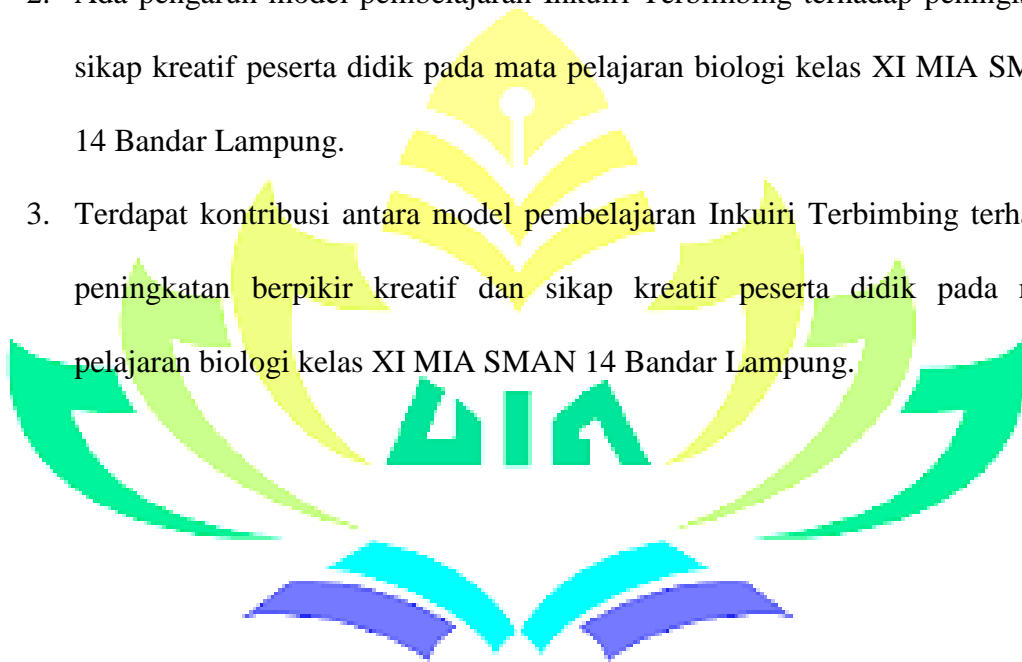 2. Ada pengaruh model pembelajaran Inkuiri Terbimbing terhadap
sikap kreatif peserta didik pada mata pelajaran biologi kelas XI MIA
14 Bandar Lampung.
3. Terdapat kontribusi antara model pembelajaran Inkuiri Terbimbing
peningkatan berpikir kreatif dan sikap kreatif peserta didik pada
pelajaran biologi kelas XI MIA SMAN 14 Bandar Lampung.
UIN